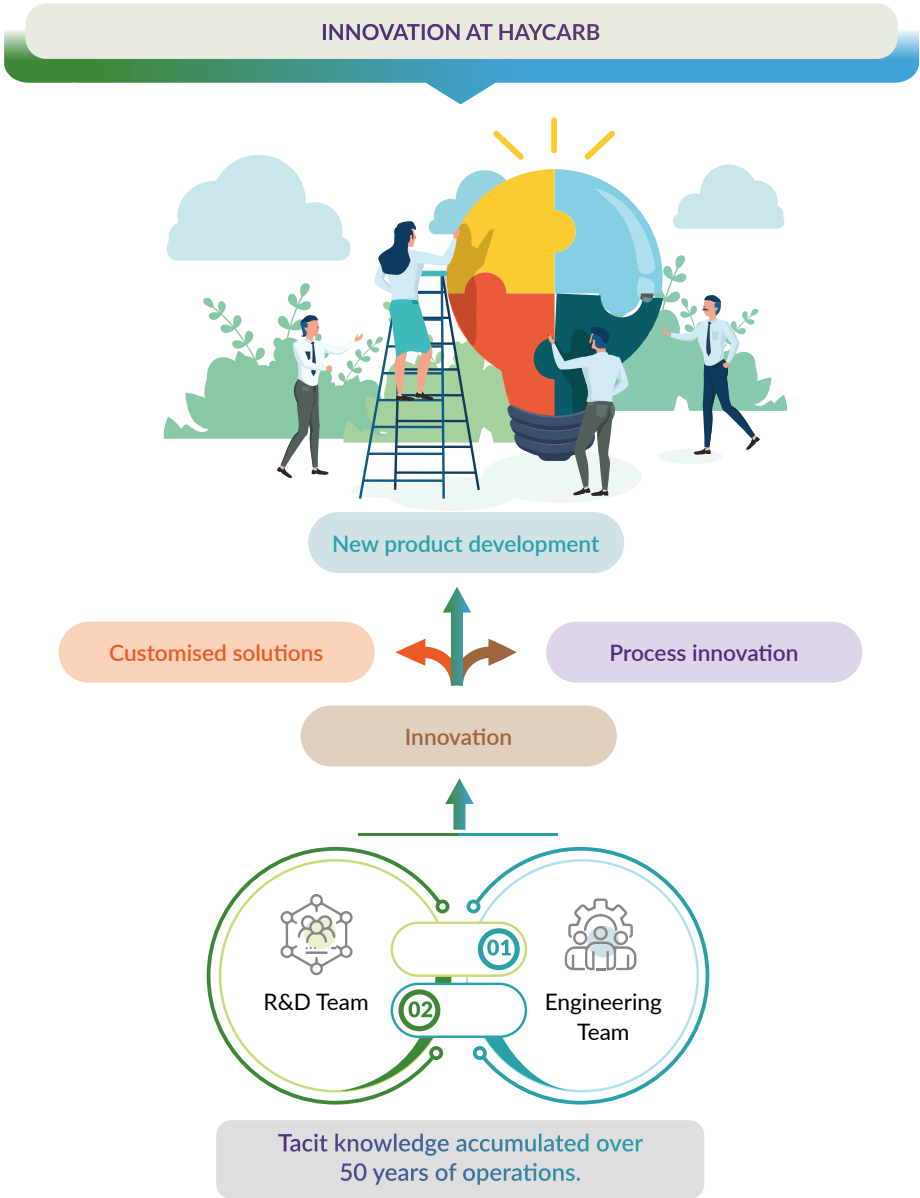 INNOVATION AT HAYCARB
New product development
Customised solutions
Process innovation
Innovation
01
R&D Team
02
Engineering
Team
Tacit knowledge accumulated over
50 years of operations.